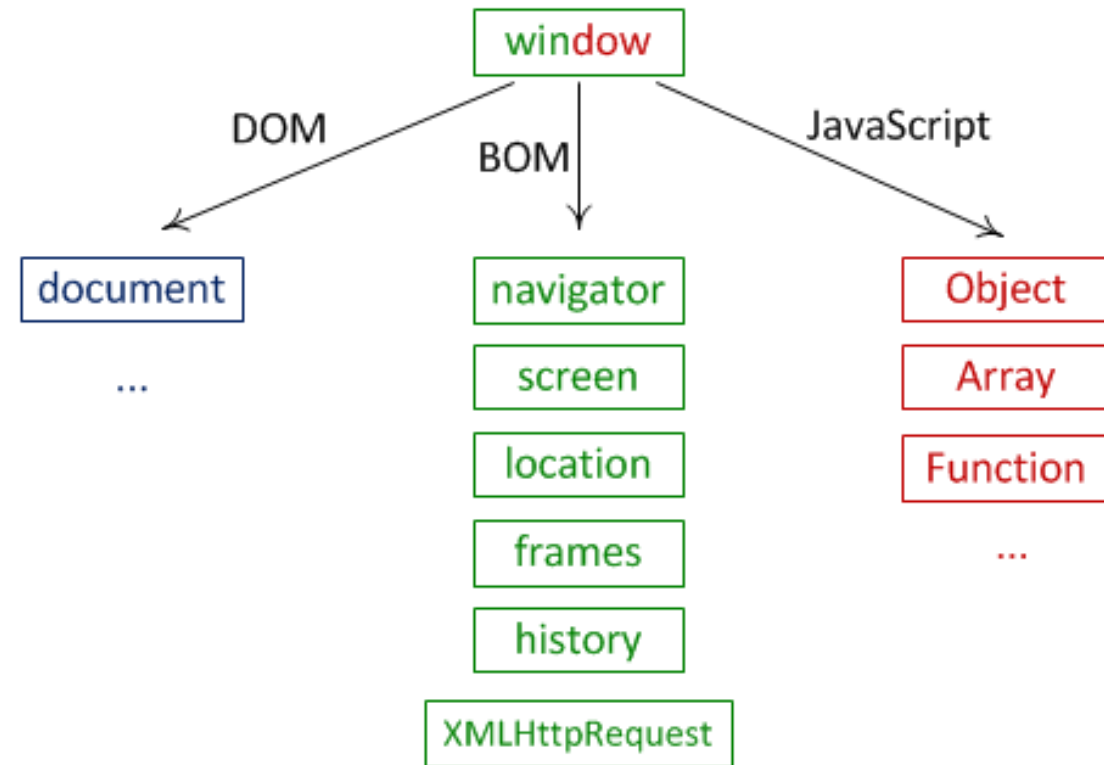 window
DOM
BOM
JavaScript
document
...
navigator
screen
location
frames
history
XMLHttpRequest
Object
Array
Function
...